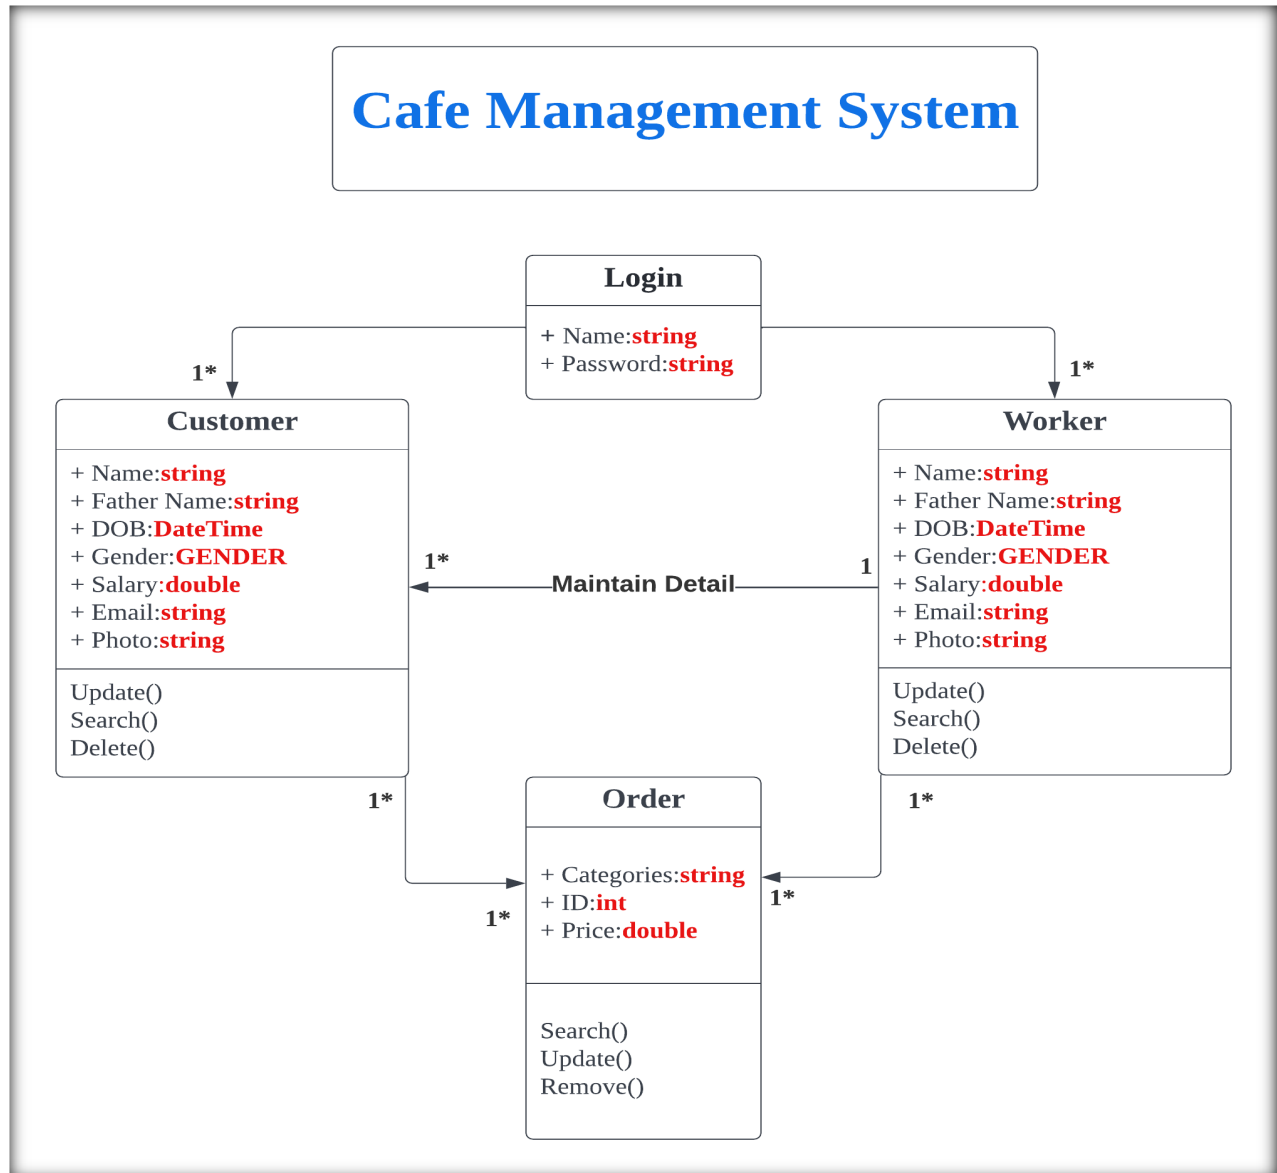 Cafe Management System
Login
+ Name:string
+ Password:string
1*
1*
Customer
+ Name:string
+ Father Name:string
+ DOB:DateTime
+ Gender:GENDER
+ Salary:double
+ Email:string
+ Photo:string
Update()
Search()
Delete()
1*
Maintain Detail
1
Worker
+ Name:string
+ Father Name:string
+ DOB:DateTime
+ Gender:GENDER
+ Salary:double
+ Email:string
+ Photo:string
Update()
Search()
Delete()
1*
1*
1*
1*
Order
+ Categories:string
+ ID:int
+ Price:double
Search()
Update()
Remove()